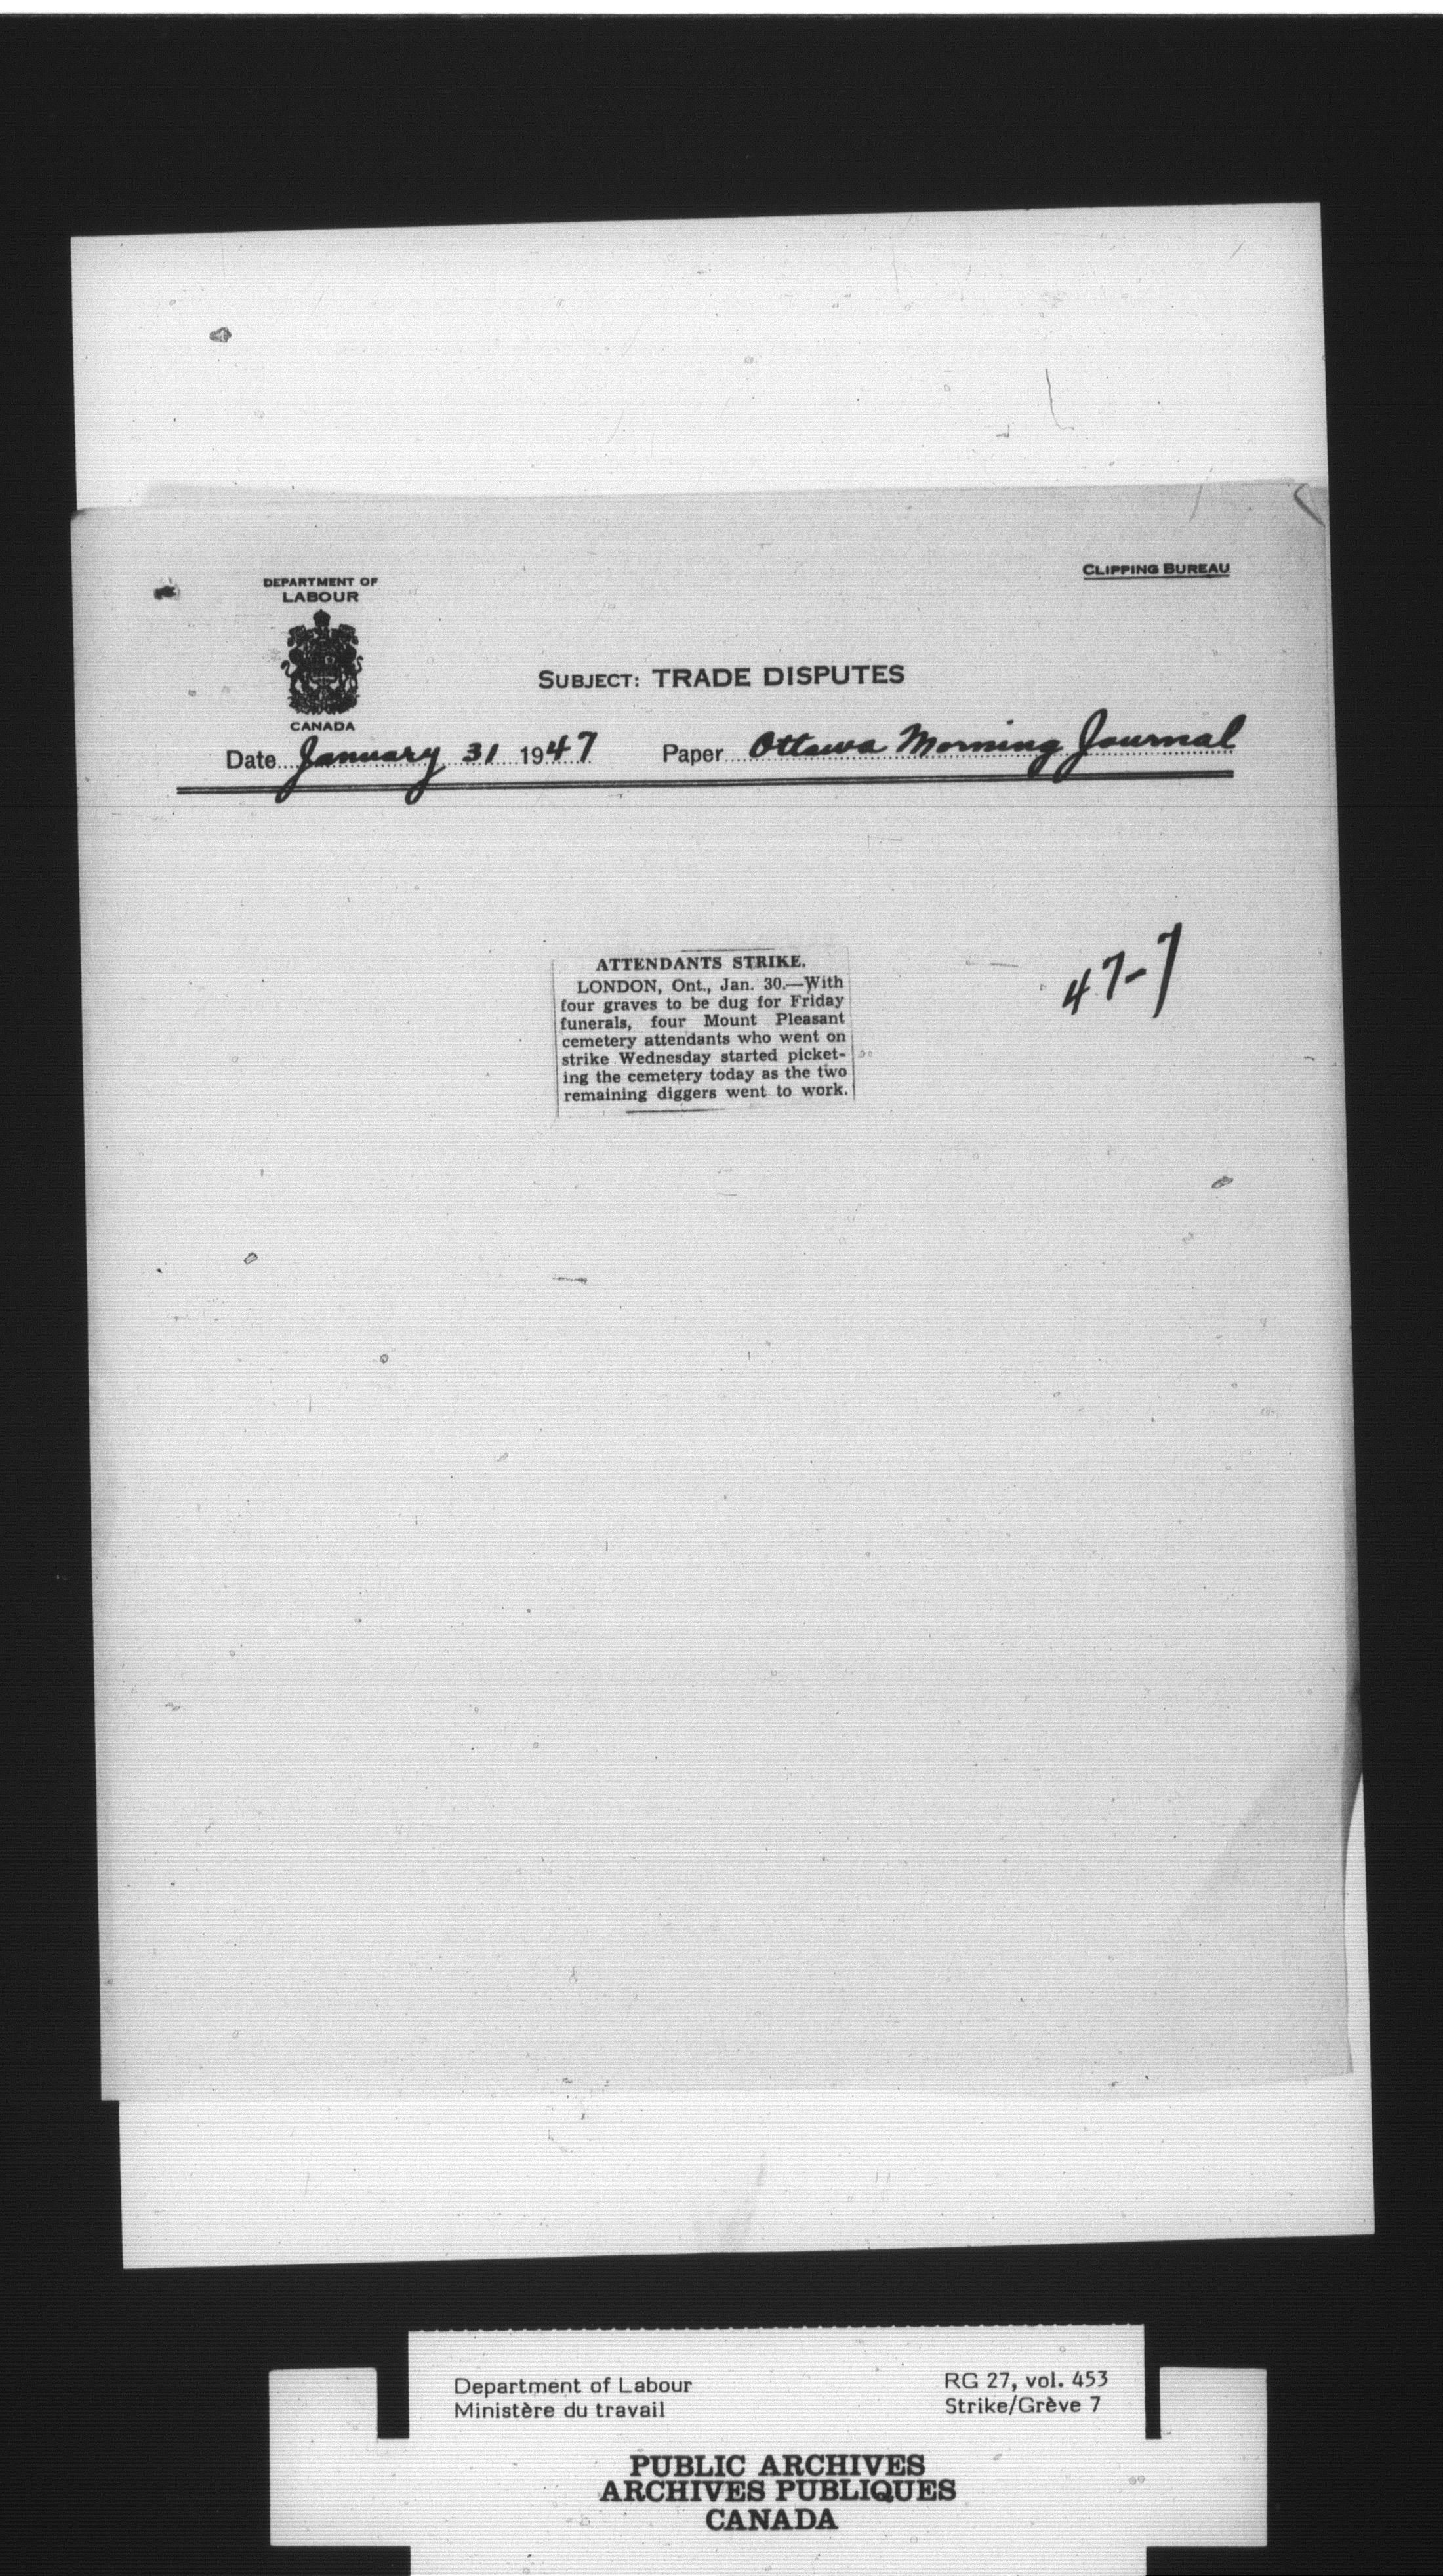 CLIPPING BUREAU
DEPARTMENT OF
LABOUR
CANADA
SUBJECT: TRADE DISPUTES
Date January 31 1947 Paper Ottawa Morning Journal
47-7
ATTENDANTS STRIKE.
LONDON, Ont., Jan. 30.—With
four graves to be dug for Friday
funerals, four Mount Pleasant
cemetery attendants who went on
strike Wednesday started picket-
ing the cemetery today as the two
remaining diggers went to work.
Department of Labour
Ministère du travail
RG 27, vol. 453
Strike/Grève 7
PUBLIC ARCHIVES
ARCHIVES PUBLIQUES
CANADA